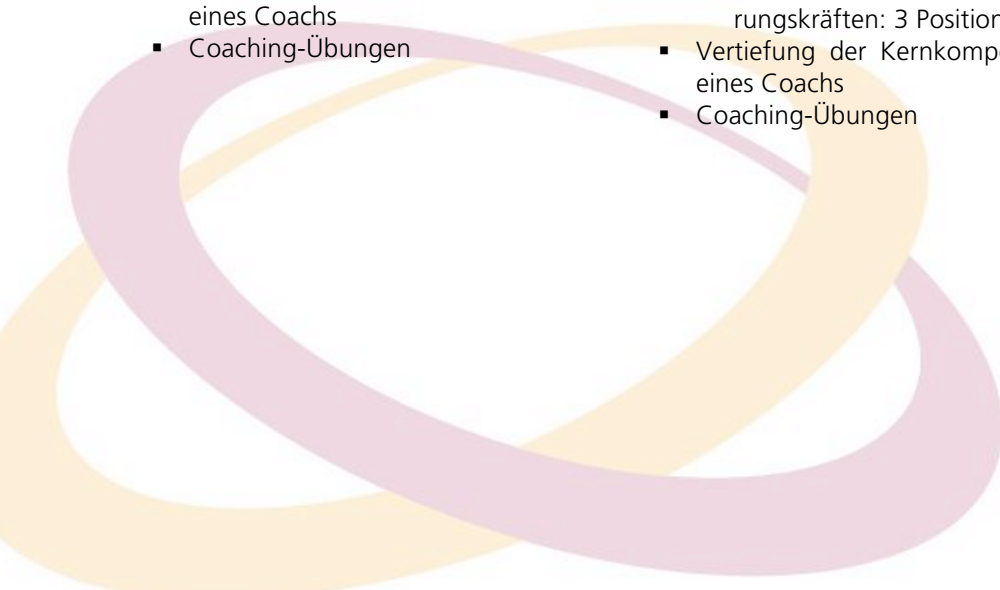 eines Coachs
▪ Coaching-Übungen
rungskräften: 3 Position
▪ Vertiefung der Kernkompe
eines Coachs
▪ Coaching-Übungen